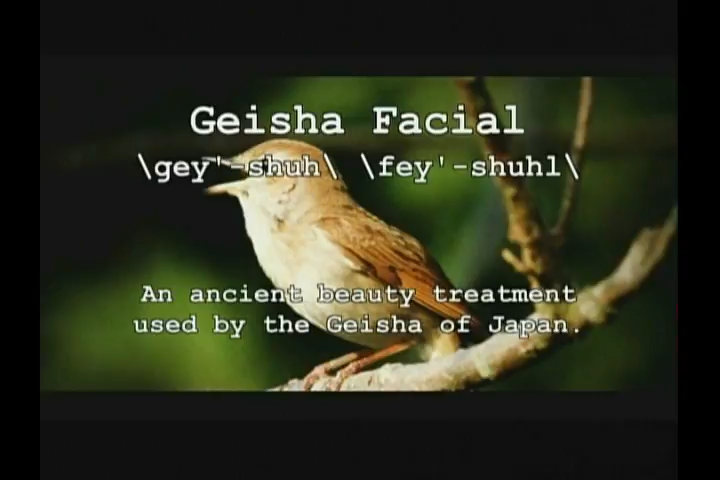 Geisha Facial
\gey'-shuh\ \fey'-shuhl\
An ancient beauty treatment
used by the Geisha of Japan.